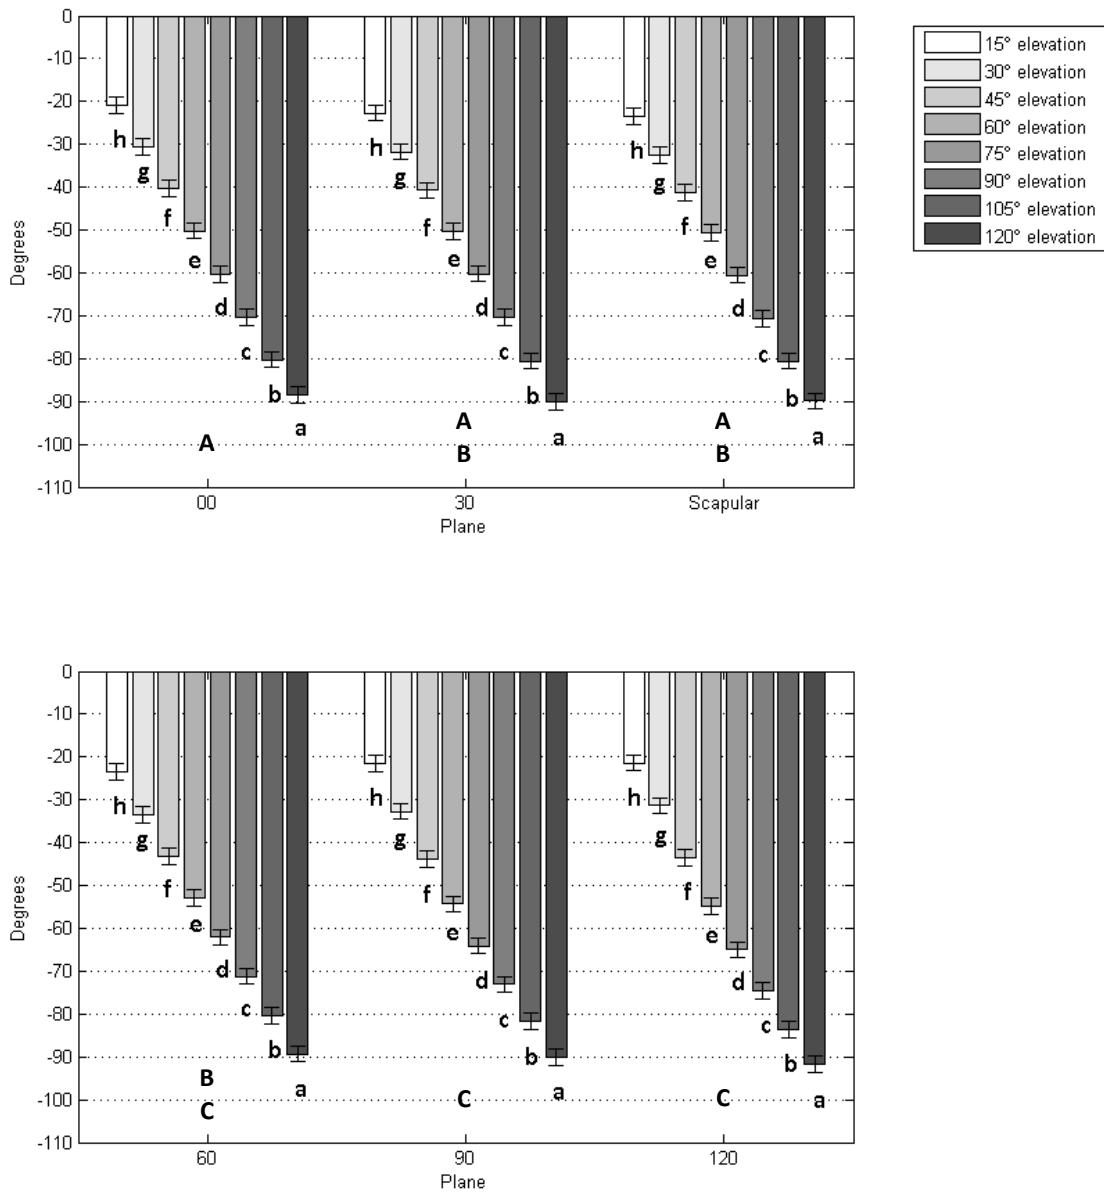 0
-10
-20
-30
-40
-50
-60
-70
-80
-90
-100
-110
Degrees
h
g
f
e
d
c
b
a
A
h
g
f
e
d
c
b
a
A
B
h
g
f
e
d
c
b
a
A
B
00
30
Scapular
Plane
15° elevation
30° elevation
45° elevation
60° elevation
75° elevation
90° elevation
105° elevation
120° elevation
0
-10
-20
-30
-40
-50
-60
-70
-80
-90
-100
-110
Degrees
h
g
f
e
d
c
b
a
B
C
h
g
f
e
d
c
b
a
C
h
g
f
e
d
c
b
a
C
60
90
120
Plane